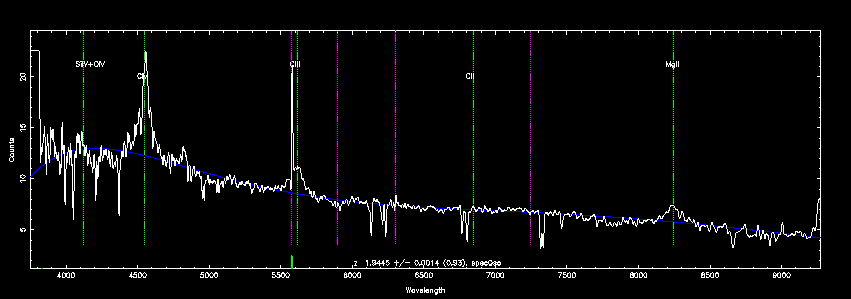 SiIV+OIV CIII MgII
CIV CII
20
15
10
5
Counts
4000 4500 5000 5500 6000 6500 7000 7500 8000 8500 9000
z 1.9445 +/- 0.0014 (0.93), specQso
Wavelength